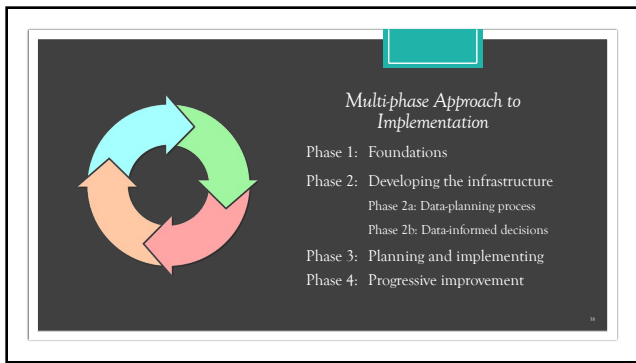 Multi-phase Approach to
Implementation
Phase 1: Foundations
Phase 2: Developing the infrastructure
Phase 2a: Data-planning process
Phase 2b: Data-informed decisions
Phase 3: Planning and implementing
Phase 4: Progressive improvement